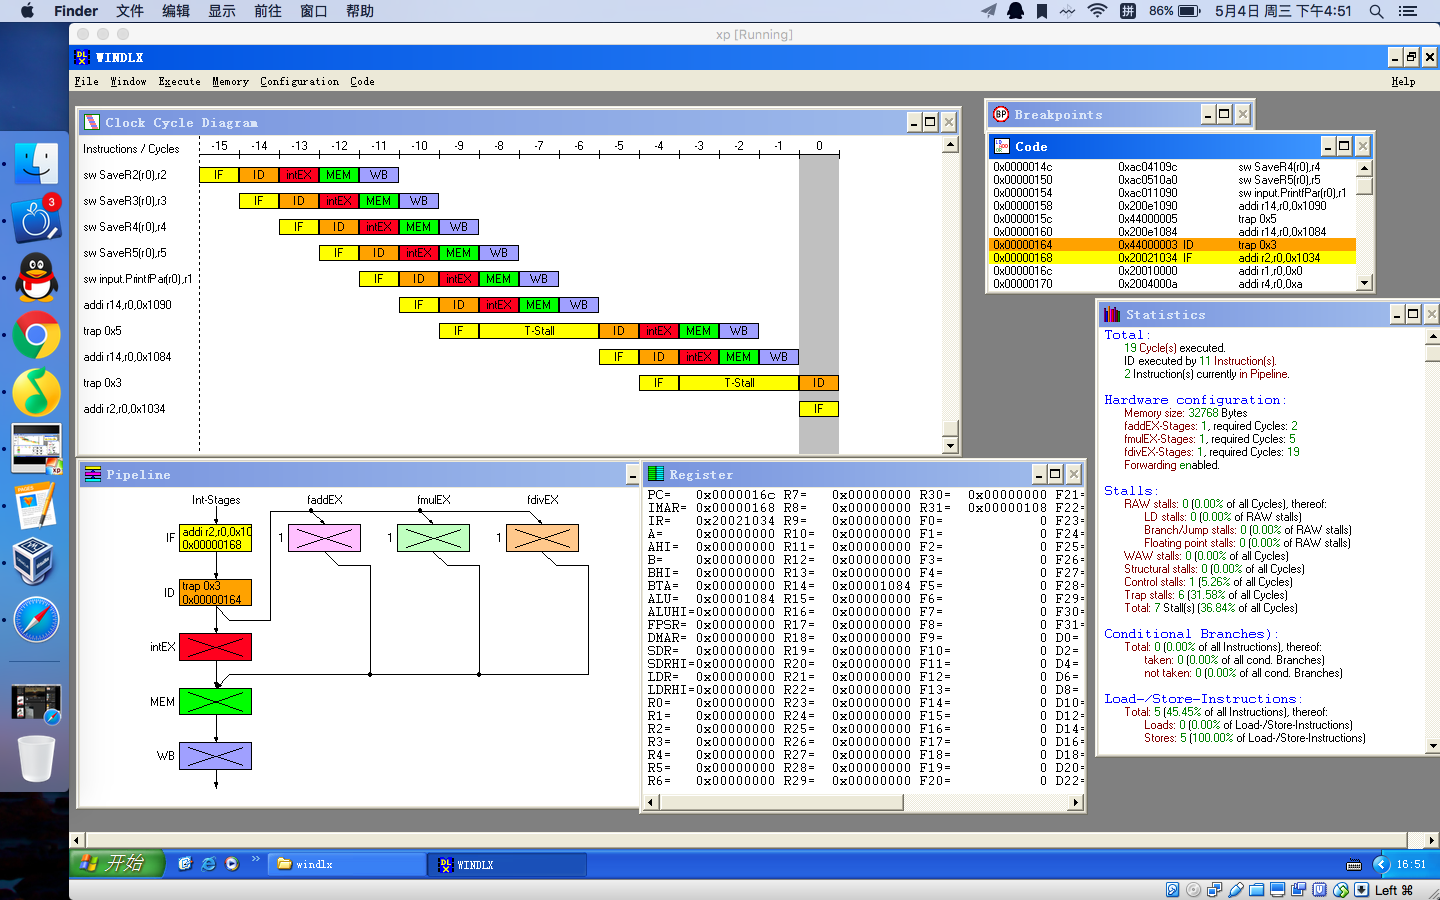 Finder 文件 编辑 显示 前往 窗口 帮助 拼 86% 5月4日 周三 下午4:51
xp [Running]
WINDLX
File Window Execute Memory Configuration Code Help
Clock Cycle Diagram
Instructions / Cycles -15 -14 -13 -12 -11 -10 -9 -8 -7 -6 -5 -4 -3 -2 -1 0
sw SaveR2(r0),r2 IF ID intEX MEM WB
sw SaveR3(r0),r3 IF ID intEX MEM WB
sw SaveR4(r0),r4 IF ID intEX MEM WB
sw SaveR5(r0),r5 IF ID intEX MEM WB
sw input.PrintfPar(r0),r1 IF ID intEX MEM WB
addi r14,r0,0x1090 IF ID intEX MEM WB
trap 0x5 IF T-Stall ID intEX MEM WB
addi r14,r0,0x1084 IF ID intEX MEM WB
trap 0x3 IF T-Stall ID
addi r2,r0,0x1034 IF
Breakpoints
Code
0x0000014c 0xac04109c sw SaveR4(r0),r4
0x00000150 0xac0510a0 sw SaveR5(r0),r5
0x00000154 0xac011090 sw input.PrintfPar(r0),r1
0x00000158 0x200e1090 addi r14,r0,0x1090
0x0000015c 0x44000005 trap 0x5
0x00000160 0x200e1084 addi r14,r0,0x1084
0x00000164 0x44000003 ID trap 0x3
0x00000168 0x20021034 IF addi r2,r0,0x1034
0x0000016c 0x20010000 addi r1,r0,0x0
0x00000170 0x2004000a addi r4,r0,0xa
Statistics
Total:
19 Cycle(s) executed.
ID executed by 11 Instruction(s).
2 Instruction(s) currently in Pipeline.
Hardware configuration:
Memory size: 32768 Bytes
faddEX-Stages: 1, required Cycles: 2
fmulEX-Stages: 1, required Cycles: 5
fdivEX-Stages: 1, required Cycles: 19
Forwarding enabled.
Stalls:
RAW stalls: 0 (0.00% of all Cycles), thereof:
LD stalls: 0 (0.00% of RAW stalls)
Branch/Jump stalls: 0 (0.00% of RAW stalls)
Floating point stalls: 0 (0.00% of RAW stalls)
WAW stalls: 0 (0.00% of all Cycles)
Structural stalls: 0 (0.00% of all Cycles)
Control stalls: 1 (5.26% of all Cycles)
Trap stalls: 6 (31.58% of all Cycles)
Total: 7 Stall(s) (36.84% of all Cycles)
Conditional Branches):
Total: 0 (0.00% of all Instructions), thereof:
taken: 0 (0.00% of all cond. Branches)
not taken: 0 (0.00% of all cond. Branches)
Load-/Store-Instructions:
Total: 5 (45.45% of all Instructions), thereof:
Loads: 0 (0.00% of Load-/Store-Instructions)
Stores: 5 (100.00% of Load-/Store-Instructions)
Pipeline
Int-Stages faddEX fmulEX fdivEX
IF addi r2,r0,0x10
0x00000168
1 1 1
ID trap 0x3
0x00000164
intEX
MEM
WB
Register
PC= 0x0000016c R7= 0x00000000 R30= 0x00000000 F21=
IMAR= 0x00000168 R8= 0x00000000 R31= 0x00000108 F22=
IR= 0x20021034 R9= 0x00000000 F0= 0 F23=
A= 0x00000000 R10= 0x00000000 F1= 0 F24=
AHI= 0x00000000 R11= 0x00000000 F2= 0 F25=
B= 0x00000000 R12= 0x00000000 F3= 0 F26=
BHI= 0x00000000 R13= 0x00000000 F4= 0 F27=
BTA= 0x00000000 R14= 0x00001084 F5= 0 F28=
ALU= 0x00001084 R15= 0x00000000 F6= 0 F29=
ALUHI= 0x00000000 R16= 0x00000000 F7= 0 F30=
FPSR= 0x00000000 R17= 0x00000000 F8= 0 F31=
DMAR= 0x00000000 R18= 0x00000000 F9= 0 D0=
SDR= 0x00000000 R19= 0x00000000 F10= 0 D2=
SDRHI= 0x00000000 R20= 0x00000000 F11= 0 D4=
LDR= 0x00000000 R21= 0x00000000 F12= 0 D6=
LDRHI= 0x00000000 R22= 0x00000000 F13= 0 D8=
R0= 0x00000000 R23= 0x00000000 F14= 0 D10=
R1= 0x00000000 R24= 0x00000000 F15= 0 D12=
R2= 0x00000000 R25= 0x00000000 F16= 0 D14=
R3= 0x00000000 R26= 0x00000000 F17= 0 D16=
R4= 0x00000000 R27= 0x00000000 F18= 0 D18=
R5= 0x00000000 R28= 0x00000000 F19= 0 D20=
R6= 0x00000000 R29= 0x00000000 F20= 0 D22=
开始 windlx WINDLX 16:51
Left ⌘